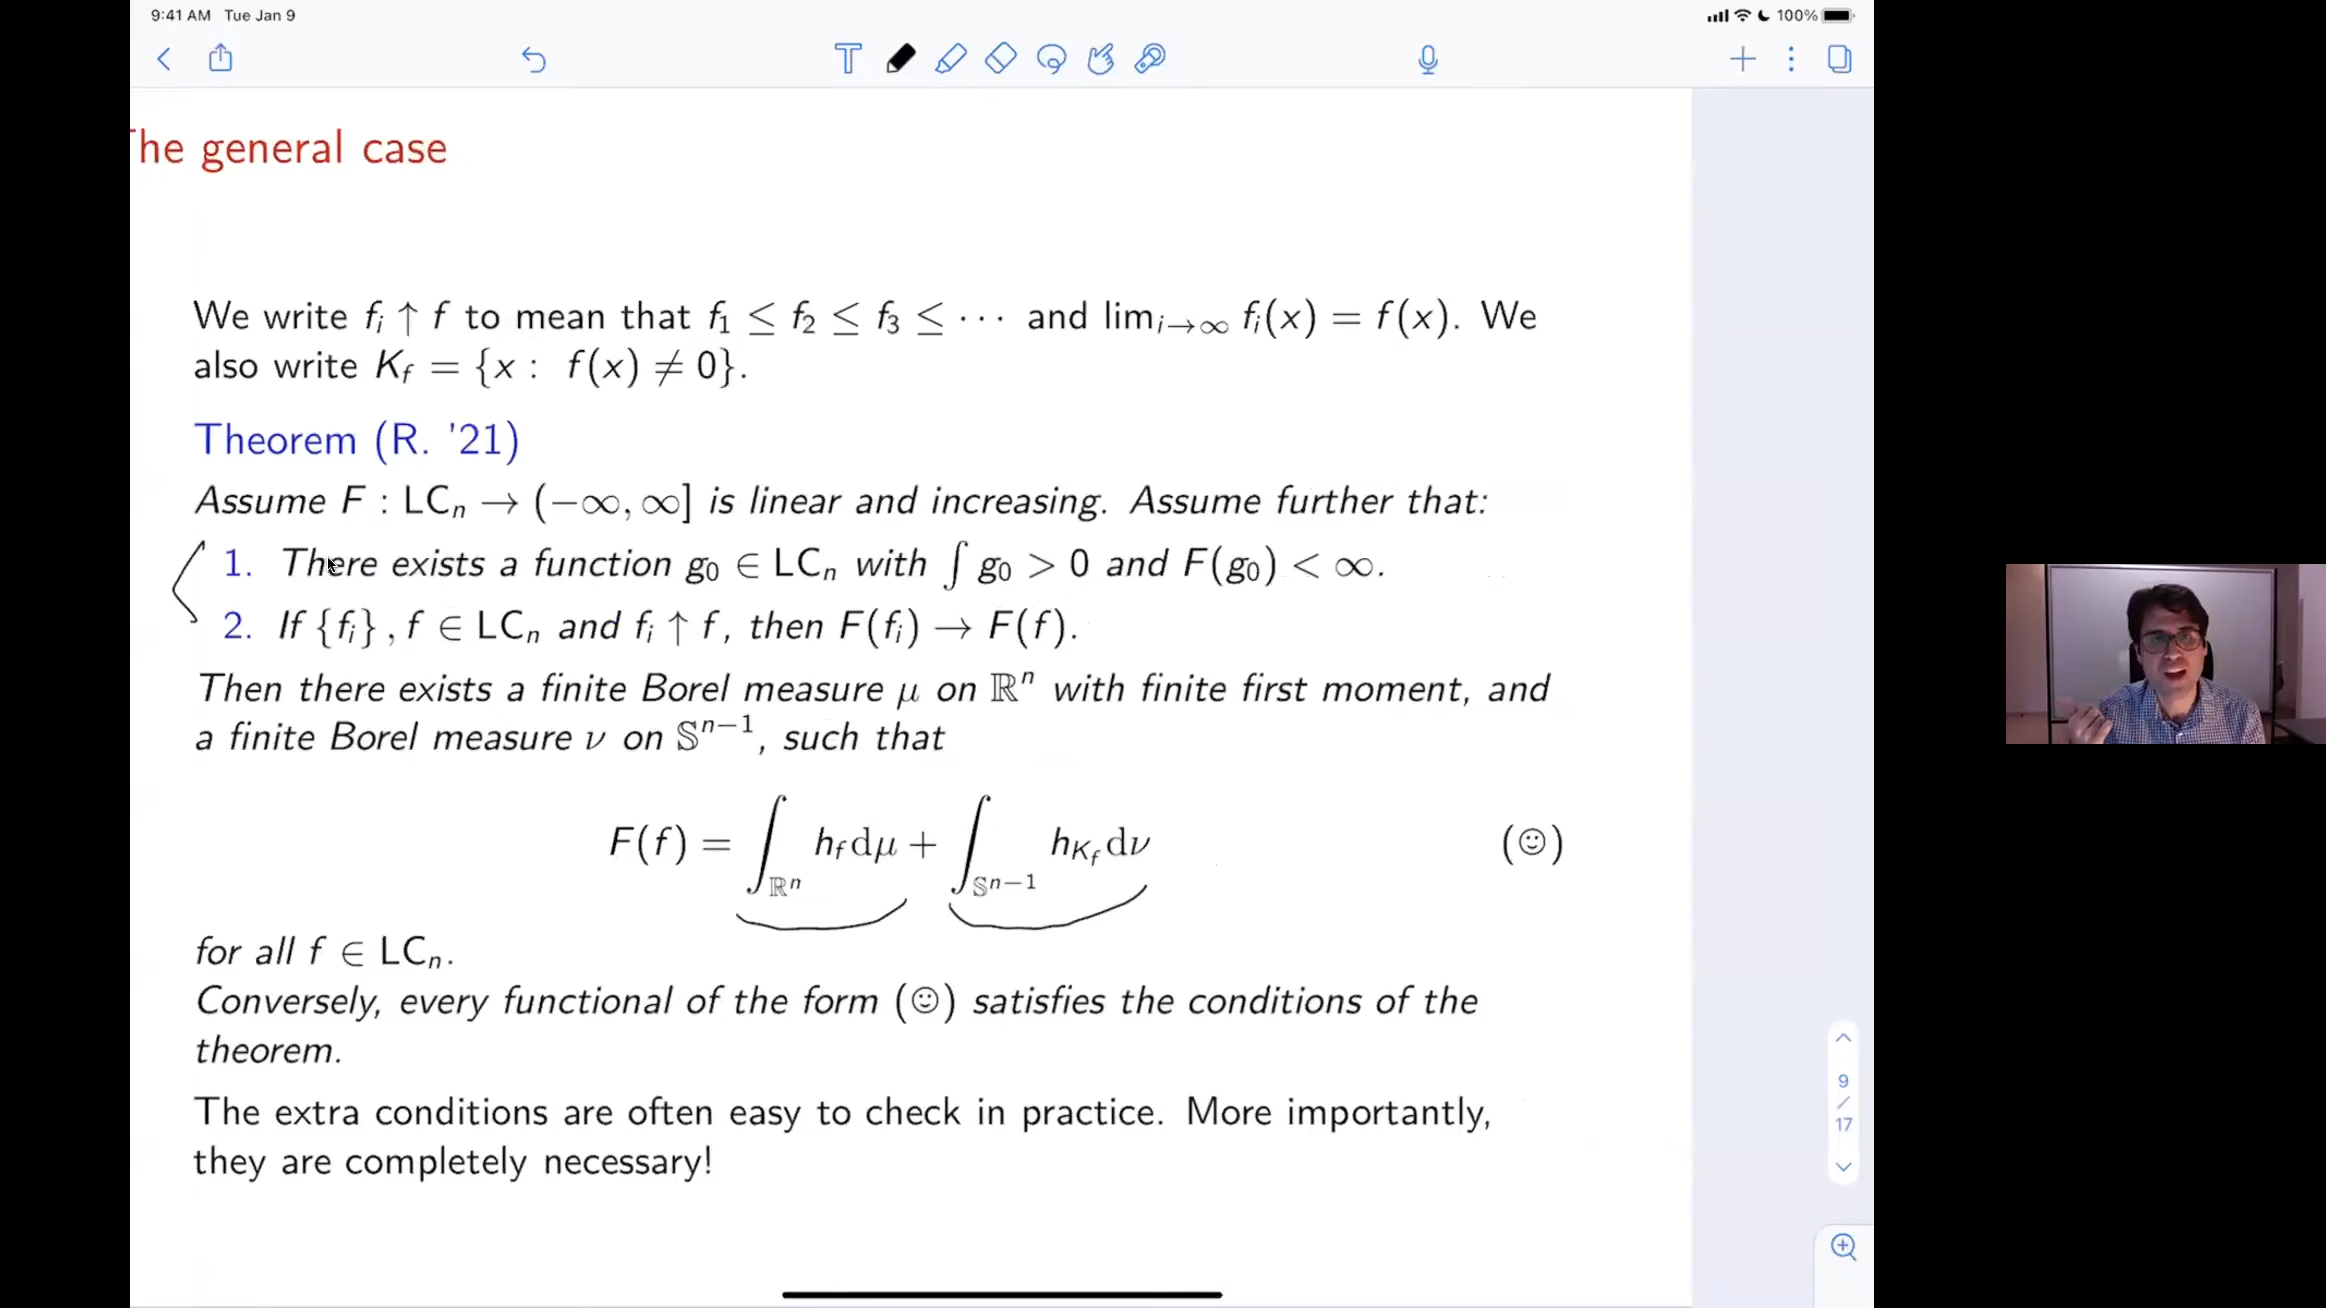 9:41 AM Tue Jan 9
100%
The general case
We write fᵢ ↑ f to mean that f₁ ≤ f₂ ≤ f₃ ≤ ··· and limᵢ→∞ fᵢ(x) = f(x). We
also write K_f = {x : f(x) ≠ 0}.
Theorem (R. '21)
Assume F : LCₙ → (−∞, ∞] is linear and increasing. Assume further that:
1. There exists a function g₀ ∈ LCₙ with ∫ g₀ > 0 and F(g₀) < ∞.
2. If {fᵢ}, f ∈ LCₙ and fᵢ ↑ f, then F(fᵢ) → F(f).
Then there exists a finite Borel measure μ on ℝⁿ with finite first moment, and
a finite Borel measure ν on 𝕊ⁿ⁻¹, such that
F(f) = ∫_{ℝⁿ} h_f dμ + ∫_{𝕊ⁿ⁻¹} h_{K_f} dν (☺)
for all f ∈ LCₙ.
Conversely, every functional of the form (☺) satisfies the conditions of the
theorem.
The extra conditions are often easy to check in practice. More importantly,
they are completely necessary!
9
/
17